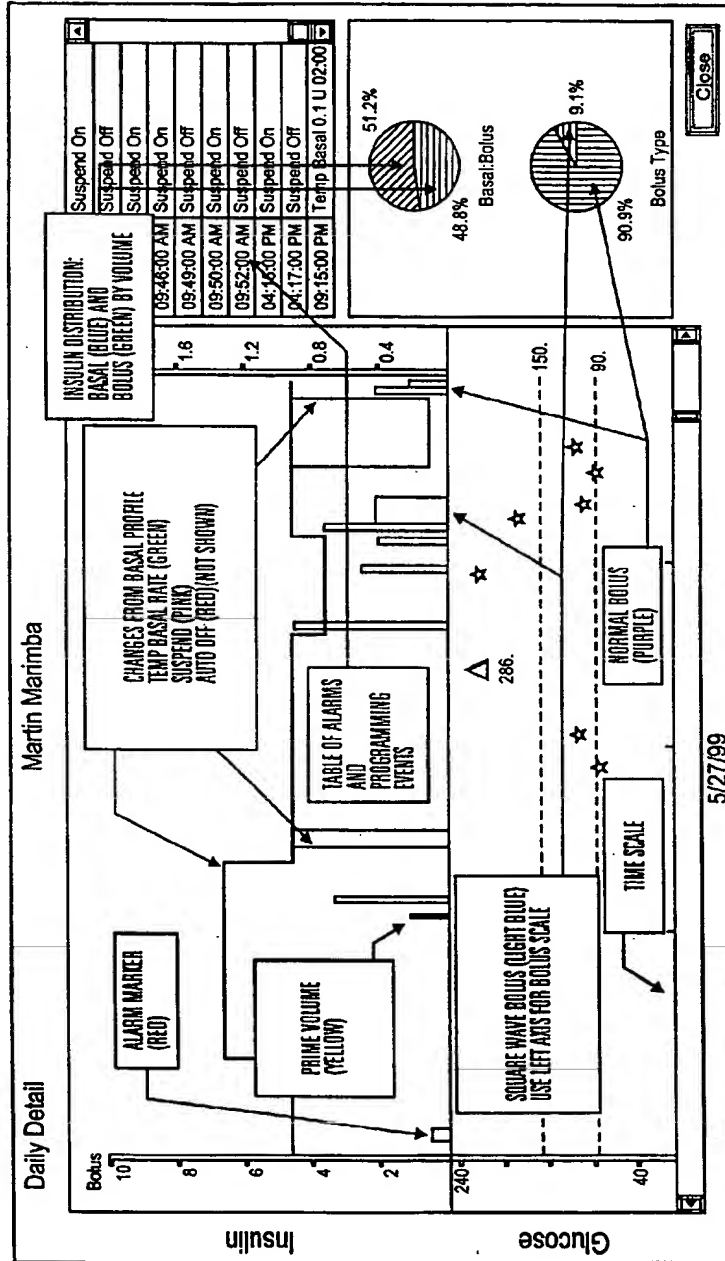 Daily Detail
Martin Marimba
Insulin
Glucose
Bolus
10
8
6
4
2
240
40
ALARM MARKER
(RED)
PRIME VOLUME
(YELLOW)
CHANGES FROM BASAL PROFILE
TEMP BASAL RATE (GREEN)
SUSPEND (PINK)
AUTO OFF (RED)(NOT SHOWN)
INSULIN DISTRIBUTION:
BASAL (BLUE) AND
BOLUS (GREEN) BY VOLUME
TABLE OF ALARMS
AND
PROGRAMMING
EVENTS
1.6
1.2
0.8
0.4
286.
150.
90.
SQUARE WAVE BOLUS (LIGHT BLUE)
USE LEFT AXIS FOR BOLUS SCALE
TIME SCALE
NORMAL BOLUS
(PURPLE)
5/27/99
Suspend On
Suspend Off
Suspend On
09:46:00 AM Suspend Off
09:49:00 AM Suspend On
09:50:00 AM Suspend Off
09:52:00 AM Suspend Off
Suspend On
04:17:00 PM Suspend Off
09:15:00 PM Temp Basal 0.1 U 02:00
51.2%
48.8%
Basal:Bolus
9.1%
90.9%
Bolus Type
Close